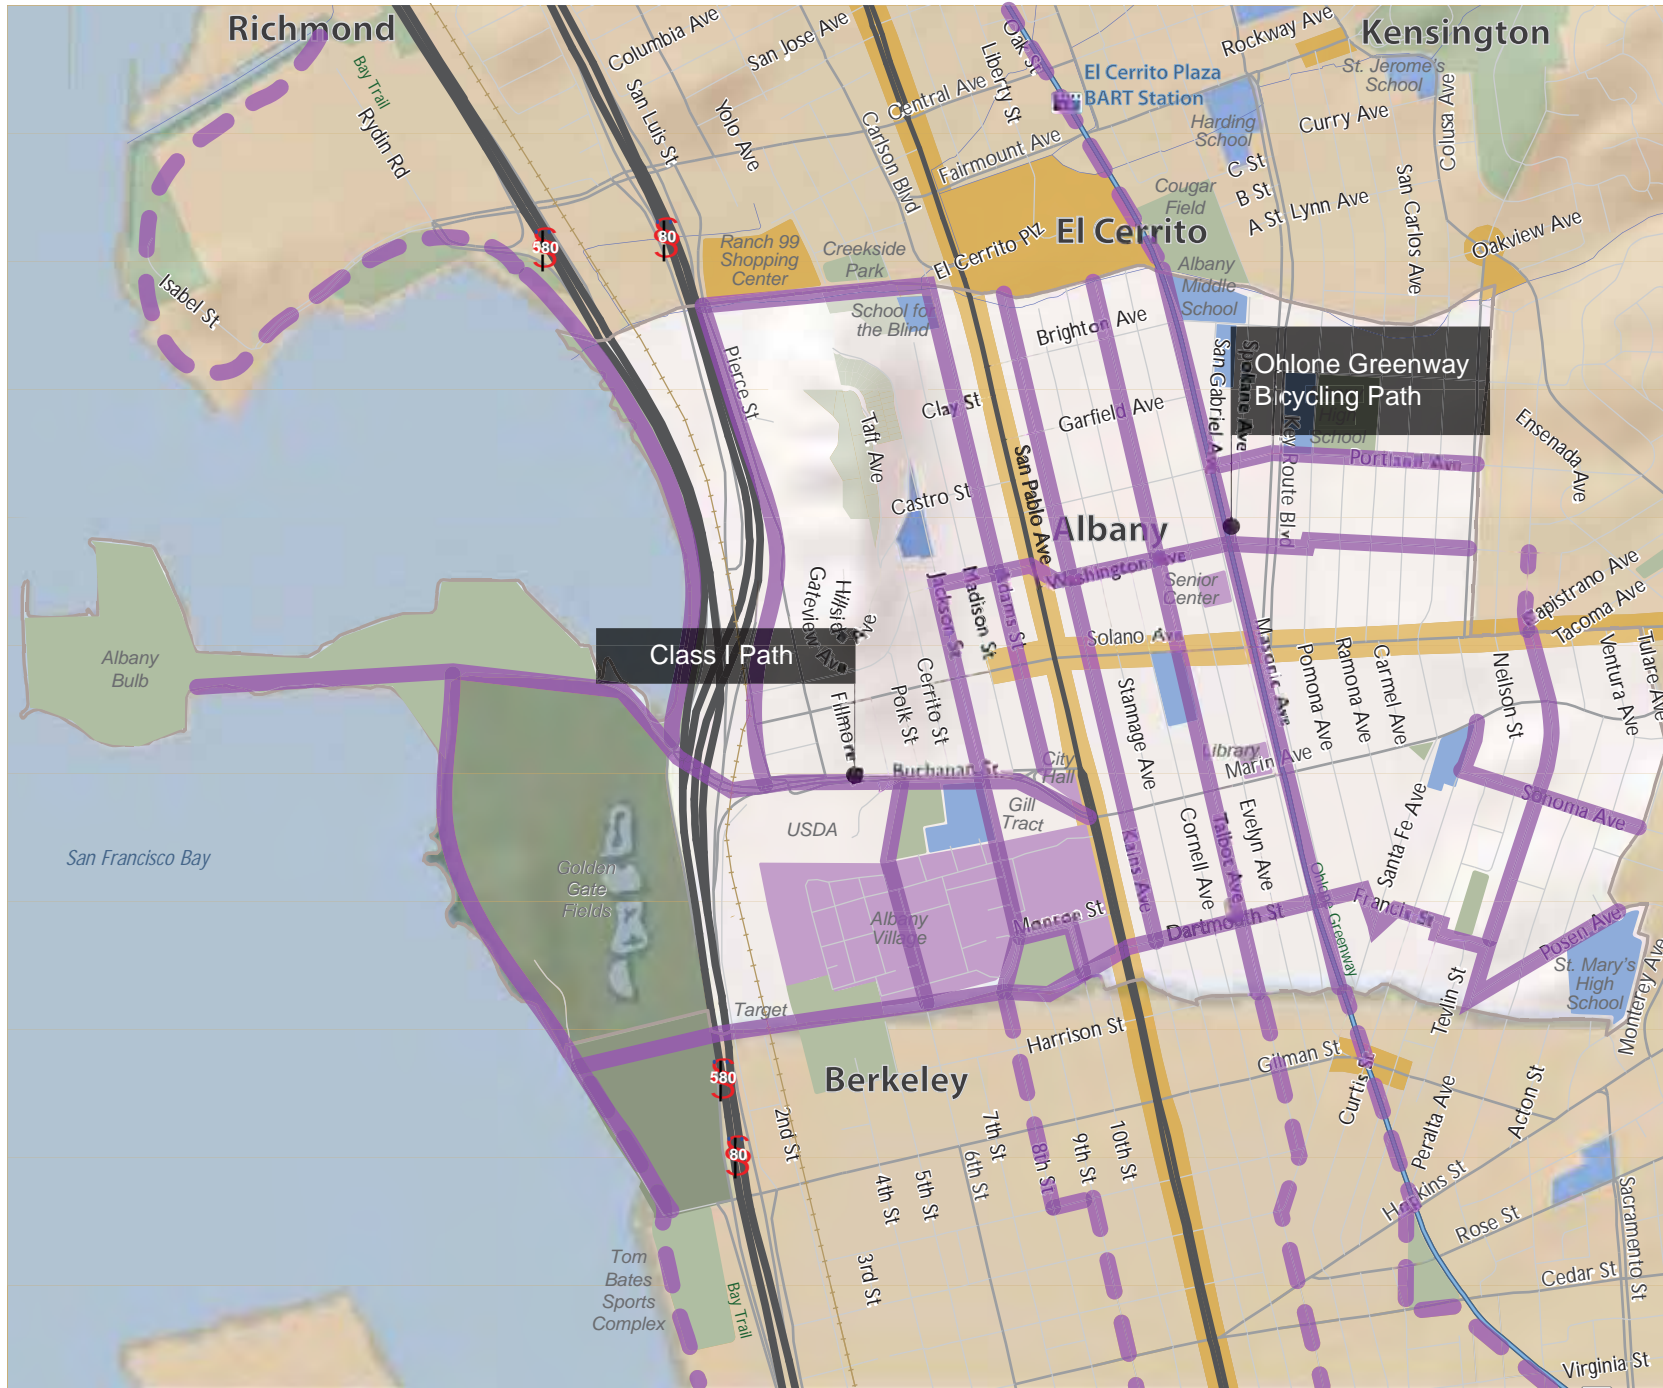 Richmond
Columbia Ave
San Jose Ave
Oak St
Liberty St
Rockway Ave
Kensington
St. Jerome's
School
El Cerrito Plaza
BART Station
Bay Trail
Rydin Rd
San Luis St
Yolo Ave
Central Ave
Carlson Blvd
Fairmount Ave
Harding
School
Curry Ave
Colusa Ave
C St
B St
A St
Lynn Ave
San Carlos Ave
Oakview Ave
Cougar
Field
El Cerrito
El Cerrito Plz
580
80
Ranch 99
Shopping
Center
Creekside
Park
School for
the Blind
Albany
Middle
School
Isabel St
Brighton Ave
Pierce St
San Gabriel Ave
Spokane Ave
Ohlone Greenway
Bicycling Path
High
School
Key Route Blvd
Clay St
Garfield Ave
Taft Ave
Ensenada Ave
Portland Ave
San Pablo Ave
Castro St
Albany
Washington Ave
Jackson St
Madison St
Adams St
Senior
Center
Gateview Ave
Hillside Ave
Class I Path
Solano Ave
Masonic Ave
Capistrano Ave
Tacoma Ave
Ventura Ave
Tulare Ave
Neilson St
Pomona Ave
Ramona Ave
Carmel Ave
Albany
Bulb
Fillmore
Polk St
Cerrito St
Stannage Ave
Library
Marin Ave
Buchanan St
City
Hall
Gill
Tract
USDA
Sonoma Ave
San Francisco Bay
Golden
Gate
Fields
Kains Ave
Cornell Ave
Talbot Ave
Evelyn Ave
Santa Fe Ave
Ohlone Greenway
Francis St
Albany
Village
Monroe St
Dartmouth St
Posen Ave
St. Mary's
High
School
Monterey Ave
Tevlin St
Target
Harrison St
Gilman St
Curtis St
580
Berkeley
80
2nd St
7th St
6th St
8th St
9th St
10th St
4th St
5th St
3rd St
Peralta Ave
Acton St
Hopkins St
Rose St
Sacramento St
Cedar St
Tom
Bates
Sports
Complex
Bay Trail
Virginia St